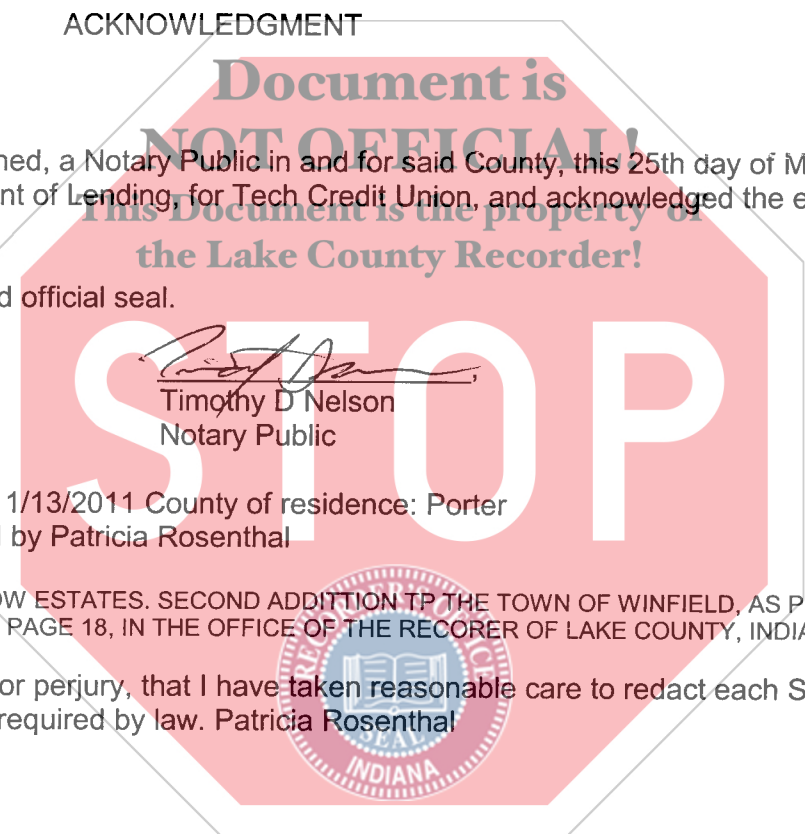 ACKNOWLEDGMENT
Document is
NOT OFFICIAL!
ned, a Notary Public in and for said County, this 25th day of M
nt of Lending, for Tech Credit Union, and acknowledged the e
This Document is the property of
the Lake County Recorder!
d official seal.
STOP
Timothy D Nelson
Notary Public
1/13/2011 County of residence: Porter
by Patricia Rosenthal
OW ESTATES. SECOND ADDITTION TP THE TOWN OF WINFIELD, AS P
PAGE 18, IN THE OFFICE OF THE RECORER OF LAKE COUNTY, INDIA
or perjury, that I have taken reasonable care to redact each S
required by law. Patricia Rosenthal
RECORDER'S OFFICE
SEAL
INDIANA